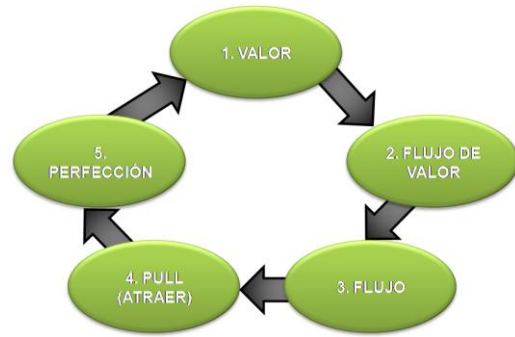 1. VALOR
2. FLUJO DE
VALOR
3. FLUJO
4. PULL
(ATRAER)
5.
PERFECCIÓN